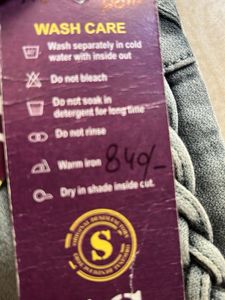 WASH CARE
Wash separately in cold
water with inside out
Do not bleach
Do not soak in
detergent for long time
Do not rinse
Warm iron
840/-
Dry in shade inside out.
S